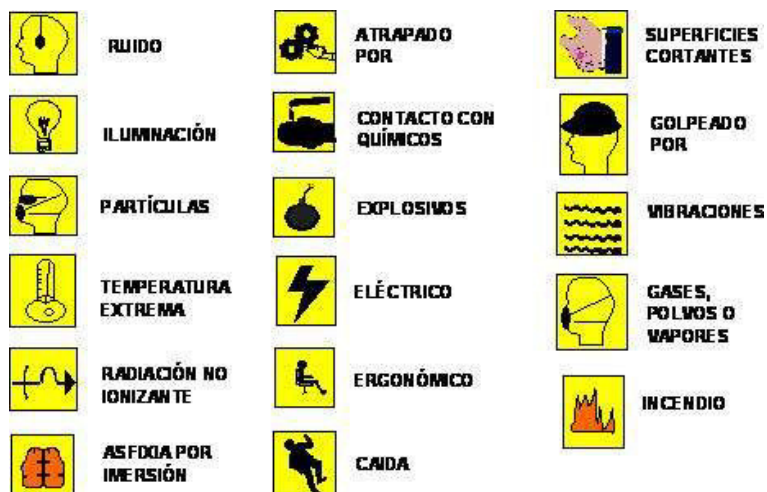 RUIDO
ILUMINACIÓN
PARTÍCULAS
TEMPERATURA
EXTREMA
RADIACIÓN NO
IONIZANTE
ASFIXIA POR
IMERSIÓN
ATRAPADO
POR
CONTACTO CON
QUÍMICOS
EXPLOSIVOS
ELÉCTRICO
ERGONÓMICO
CAIDA
SUPERFICIES
CORTANTES
GOLPEADO
POR
VIBRACIONES
GASES,
POLVOS O
VAPORES
INCENDIO